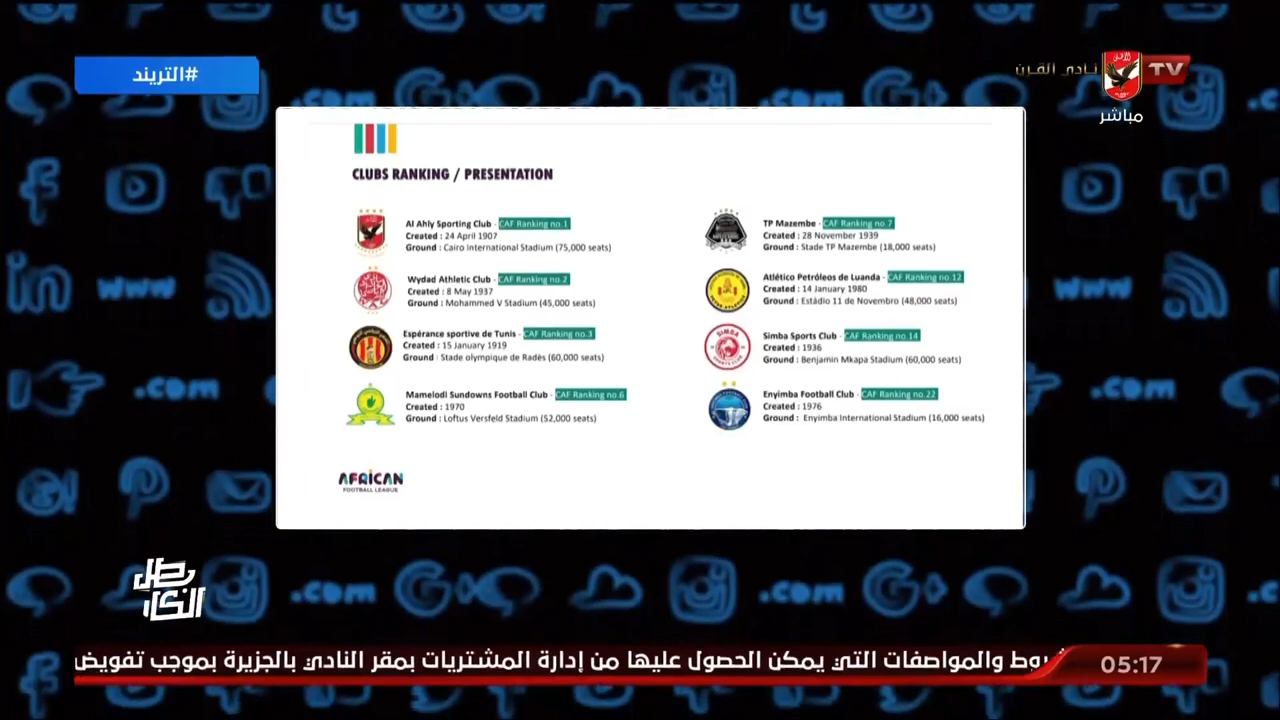 #التريند
نادي القرن
TV
مباشر
CLUBS RANKING / PRESENTATION
Al Ahly Sporting Club - CAF Ranking no.1
Created : 24 April 1907
Ground : Cairo International Stadium (75,000 seats)
Wydad Athletic Club - CAF Ranking no.2
Created : 8 May 1937
Ground : Mohammed V Stadium (45,000 seats)
Espérance sportive de Tunis - CAF Ranking no.3
Created : 15 January 1919
Ground : Stade olympique de Radès (60,000 seats)
Mamelodi Sundowns Football Club - CAF Ranking no.6
Created : 1970
Ground : Loftus Versfeld Stadium (52,000 seats)
TP Mazembe - CAF Ranking no.7
Created : 28 November 1939
Ground : Stade TP Mazembe (18,000 seats)
Atlético Petróleos de Luanda - CAF Ranking no.12
Created : 14 January 1980
Ground : Estádio 11 de Novembro (48,000 seats)
Simba Sports Club - CAF Ranking no.14
Created : 1936
Ground : Benjamin Mkapa Stadium (60,000 seats)
Enyimba Football Club - CAF Ranking no.22
Created : 1976
Ground : Enyimba International Stadium (16,000 seats)
AFRICAN
FOOTBALL LEAGUE
www
www
.com
.com
.com
.com
والمواصفات التي يمكن الحصول عليها من إدارة المشتريات بمقر النادي بالجزيرة بموجب تفويض
05:17